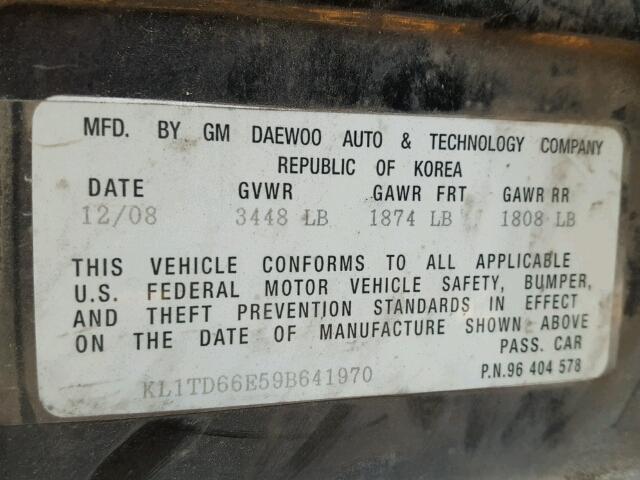 MFD. BY GM DAEWOO AUTO & TECHNOLOGY COMPANY
REPUBLIC OF KOREA
DATE GVWR GAWR FRT GAWR RR
12/08 3448 LB 1874 LB 1808 LB
THIS VEHICLE CONFORMS TO ALL APPLICABLE
U.S. FEDERAL MOTOR VEHICLE SAFETY, BUMPER,
AND THEFT PREVENTION STANDARDS IN EFFECT
ON THE DATE OF MANUFACTURE SHOWN ABOVE
PASS. CAR
KL1TD66E59B641970
P.N.96 404 578